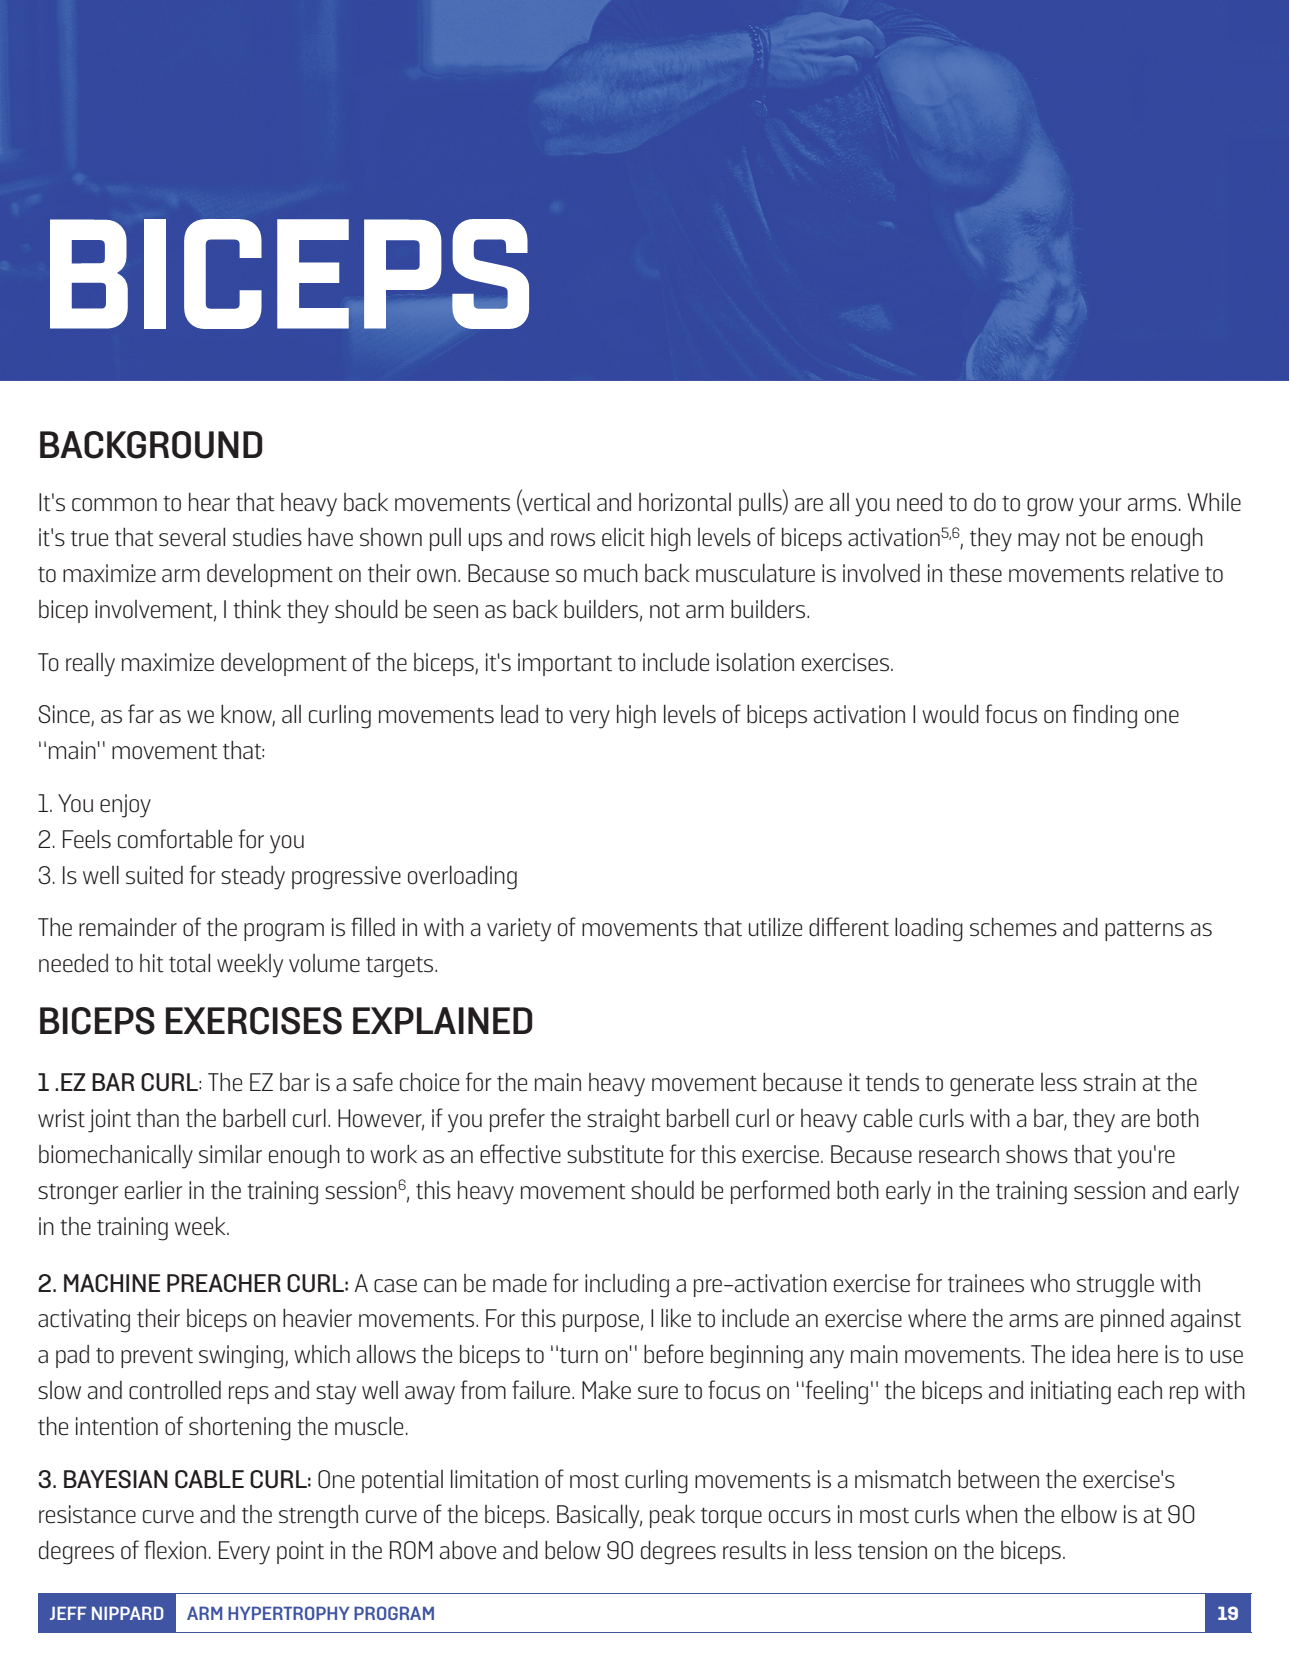 BICEPS
BACKGROUND
It's common to hear that heavy back movements (vertical and horizontal pulls) are all you need to do to grow your arms. While
it's true that several studies have shown pull ups and rows elicit high levels of biceps activation5,6, they may not be enough
to maximize arm development on their own. Because so much back musculature is involved in these movements relative to
bicep involvement, I think they should be seen as back builders, not arm builders.
To really maximize development of the biceps, it's important to include isolation exercises.
Since, as far as we know, all curling movements lead to very high levels of biceps activation I would focus on finding one
"main" movement that:
1. You enjoy
2. Feels comfortable for you
3. Is well suited for steady progressive overloading
The remainder of the program is filled in with a variety of movements that utilize different loading schemes and patterns as
needed to hit total weekly volume targets.
BICEPS EXERCISES EXPLAINED
1 .EZ BAR CURL: The EZ bar is a safe choice for the main heavy movement because it tends to generate less strain at the
wrist joint than the barbell curl. However, if you prefer the straight barbell curl or heavy cable curls with a bar, they are both
biomechanically similar enough to work as an effective substitute for this exercise. Because research shows that you're
stronger earlier in the training session6, this heavy movement should be performed both early in the training session and early
in the training week.
2. MACHINE PREACHER CURL: A case can be made for including a pre-activation exercise for trainees who struggle with
activating their biceps on heavier movements. For this purpose, I like to include an exercise where the arms are pinned against
a pad to prevent swinging, which allows the biceps to "turn on" before beginning any main movements. The idea here is to use
slow and controlled reps and stay well away from failure. Make sure to focus on "feeling" the biceps and initiating each rep with
the intention of shortening the muscle.
3. BAYESIAN CABLE CURL: One potential limitation of most curling movements is a mismatch between the exercise's
resistance curve and the strength curve of the biceps. Basically, peak torque occurs in most curls when the elbow is at 90
degrees of flexion. Every point in the ROM above and below 90 degrees results in less tension on the biceps.
JEFF NIPPARD ARM HYPERTROPHY PROGRAM 19